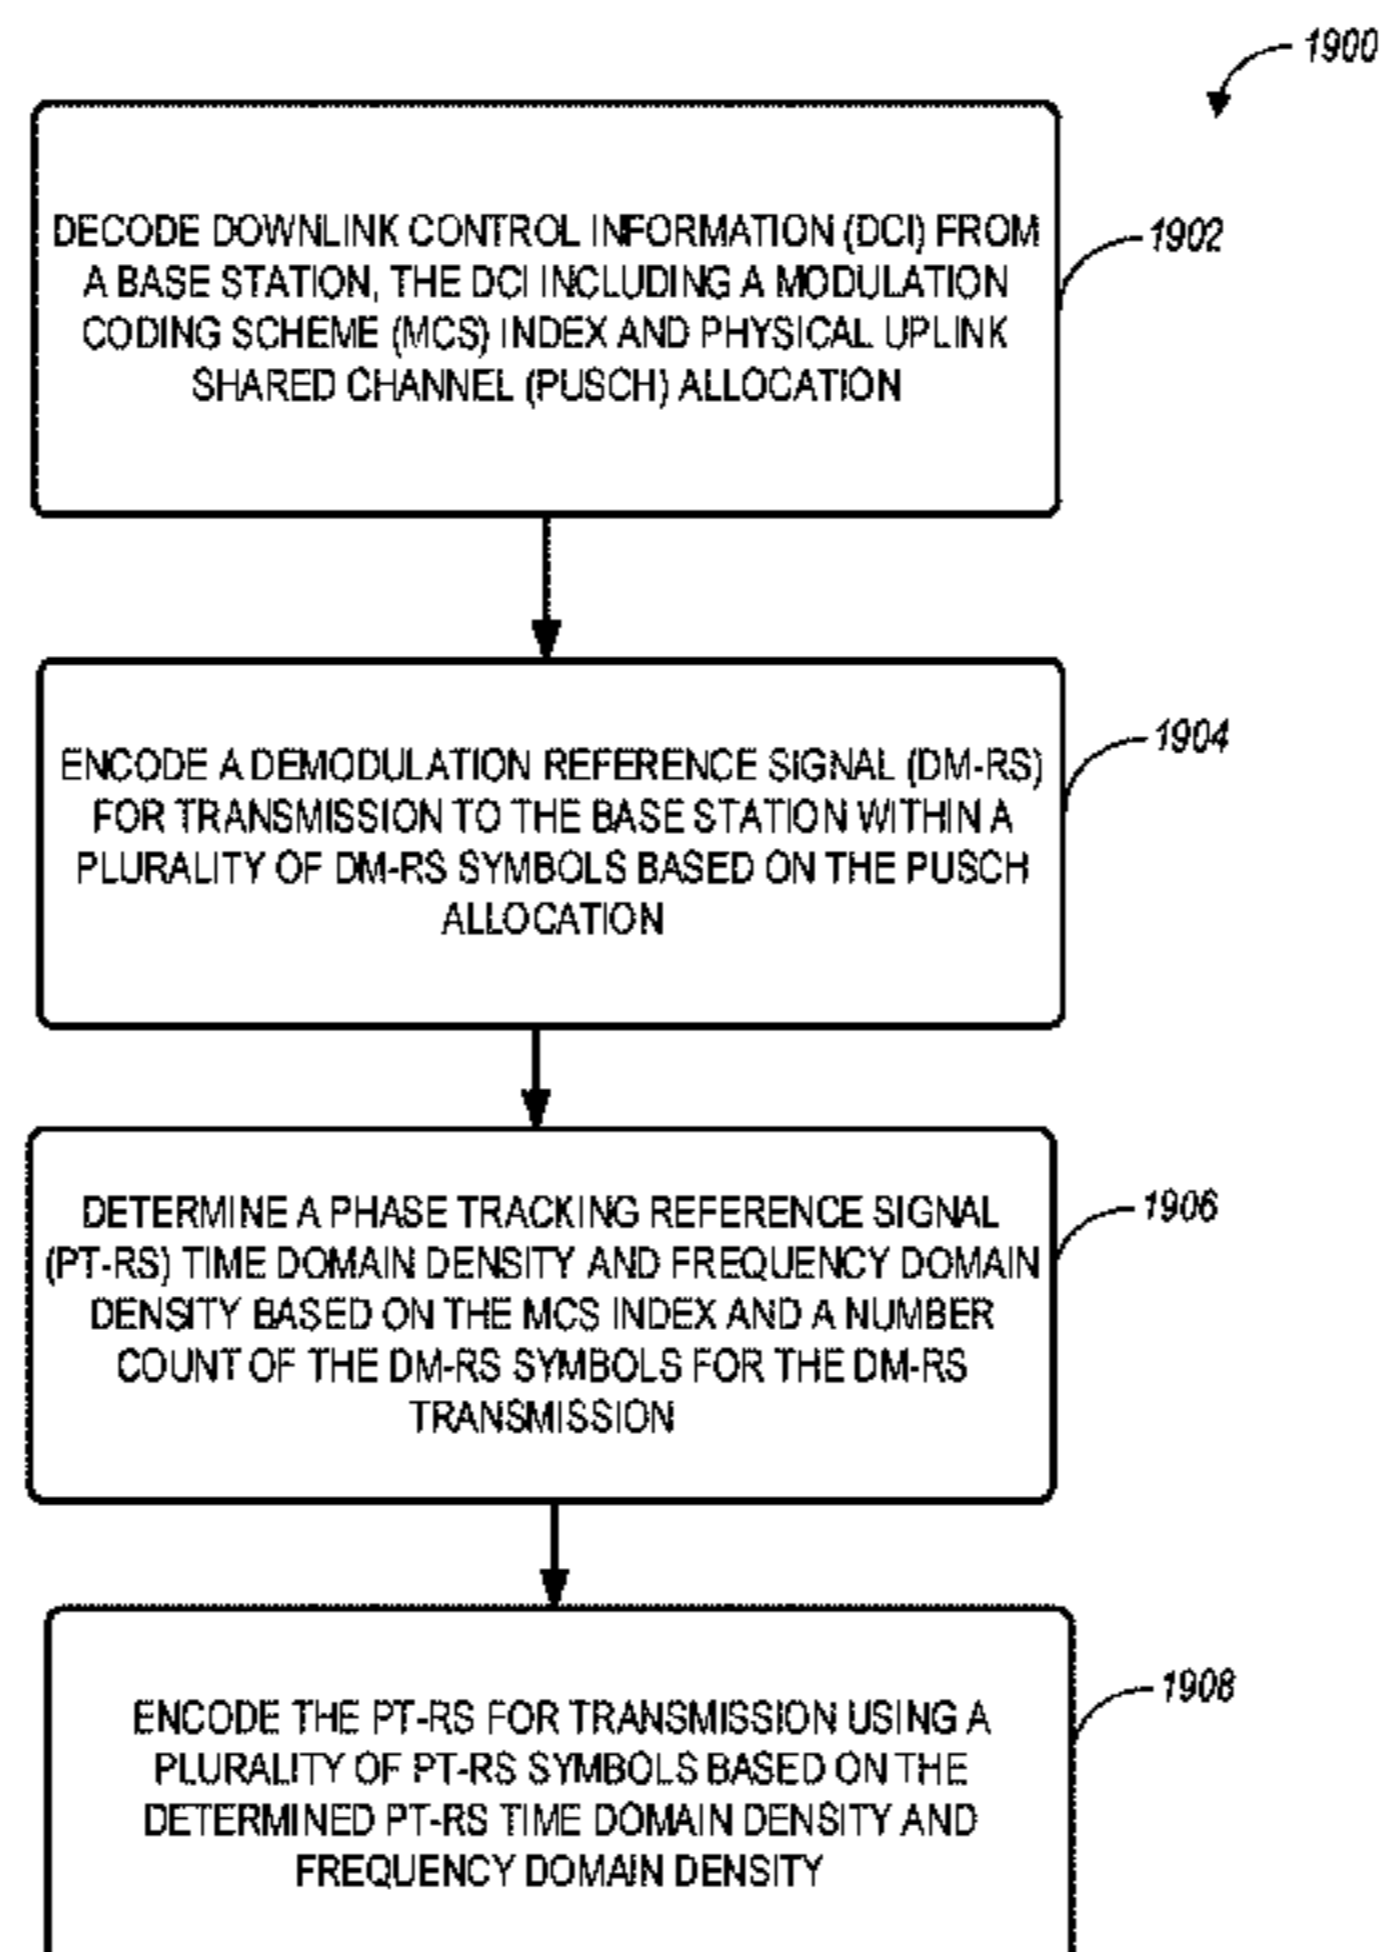 1900
DECODE DOWNLINK CONTROL INFORMATION (DCI) FROM
A BASE STATION, THE DCI INCLUDING A MODULATION
CODING SCHEME (MCS) INDEX AND PHYSICAL UPLINK
SHARED CHANNEL (PUSCH) ALLOCATION
1902
ENCODE A DEMODULATION REFERENCE SIGNAL (DM-RS)
FOR TRANSMISSION TO THE BASE STATION WITHIN A
PLURALITY OF DM-RS SYMBOLS BASED ON THE PUSCH
ALLOCATION
1904
DETERMINE A PHASE TRACKING REFERENCE SIGNAL
(PT-RS) TIME DOMAIN DENSITY AND FREQUENCY DOMAIN
DENSITY BASED ON THE MCS INDEX AND A NUMBER
COUNT OF THE DM-RS SYMBOLS FOR THE DM-RS
TRANSMISSION
1906
ENCODE THE PT-RS FOR TRANSMISSION USING A
PLURALITY OF PT-RS SYMBOLS BASED ON THE
DETERMINED PT-RS TIME DOMAIN DENSITY AND
FREQUENCY DOMAIN DENSITY
1908